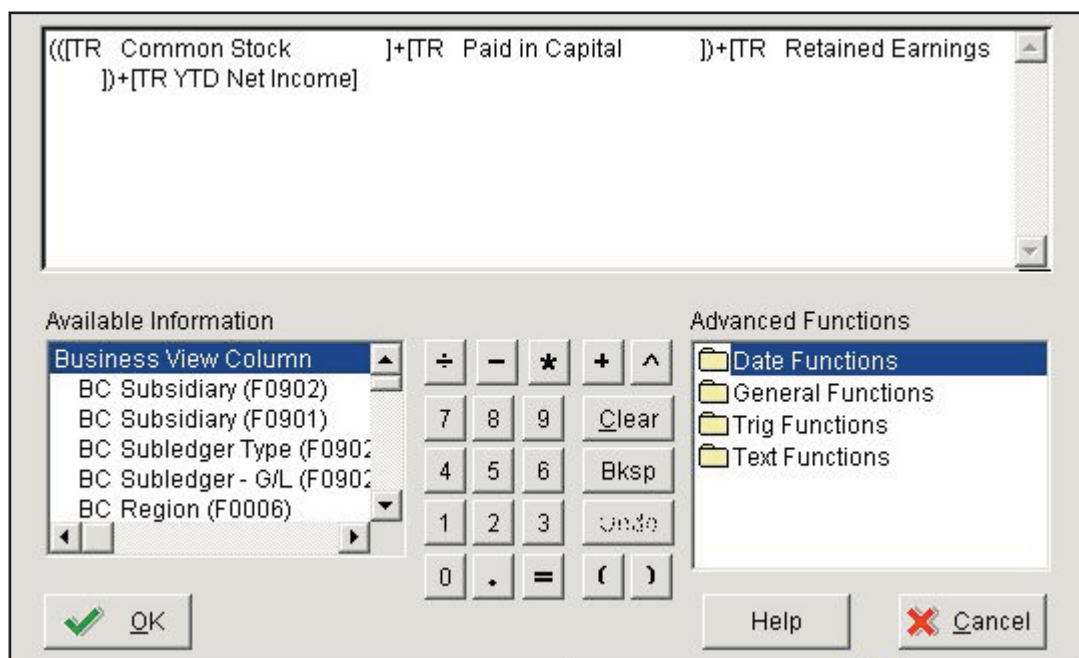 (([TR   Common Stock               ]+[TR   Paid in Capital            ])+[TR   Retained Earnings
])+[TR YTD Net Income]
Available Information
Business View Column
BC Subsidiary (F0902)
BC Subsidiary (F0901)
BC Subledger Type (F0902
BC Subledger - G/L (F0902
BC Region (F0006)
÷ − * + ^
7 8 9 Clear
4 5 6 Bksp
1 2 3 Undo
0 . = ( )
Advanced Functions
Date Functions
General Functions
Trig Functions
Text Functions
OK
Help
Cancel